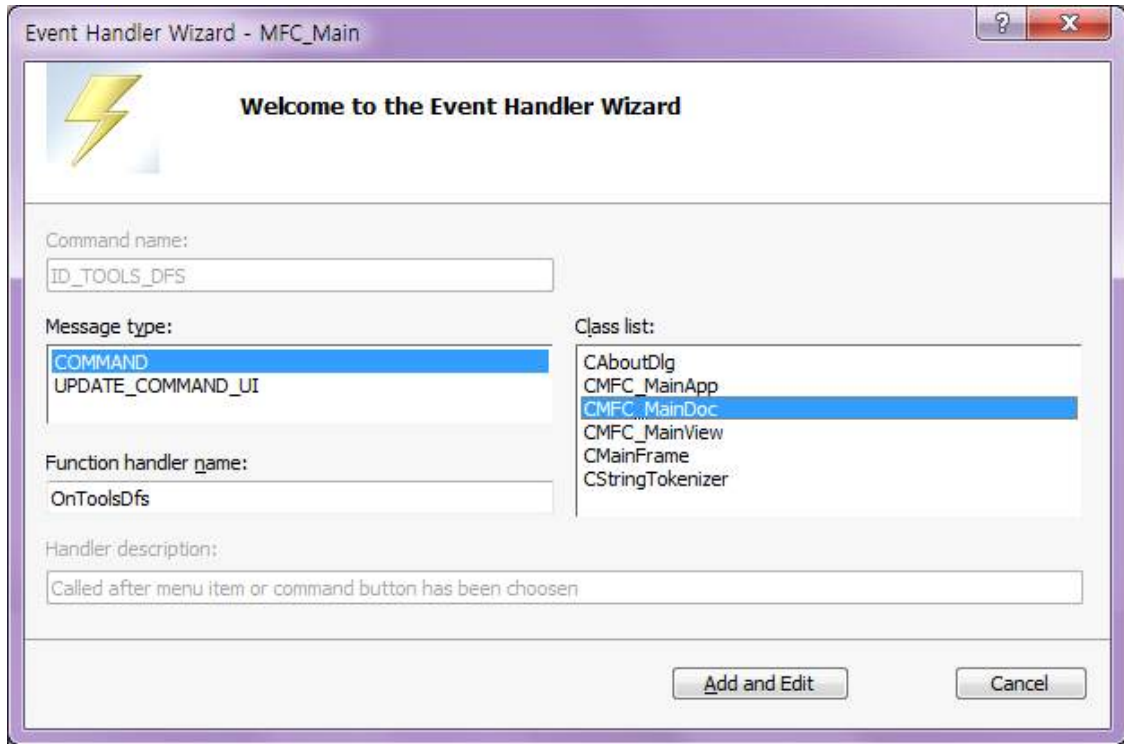 Event Handler Wizard - MFC_Main
Welcome to the Event Handler Wizard
Command name:
ID_TOOLS_DFS
Message type:
COMMAND
UPDATE_COMMAND_UI
Function handler name:
OnToolsDfs
Class list:
CAboutDlg
CMFC_MainApp
CMFC_MainDoc
CMFC_MainView
CMainFrame
CStringTokenizer
Handler description:
Called after menu item or command button has been choosen
Add and Edit
Cancel